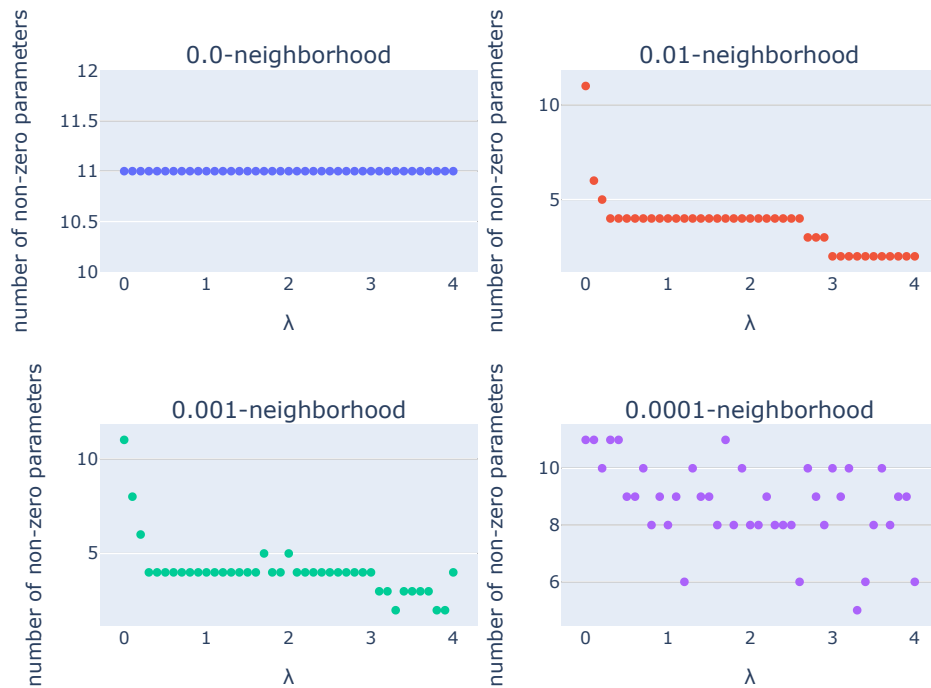 0.0-neighborhood
number of non-zero parameters
12
11.5
11
10.5
10
0 1 2 3 4
λ
0.01-neighborhood
number of non-zero parameters
10
5
0 1 2 3 4
λ
0.001-neighborhood
number of non-zero parameters
10
5
0 1 2 3 4
λ
0.0001-neighborhood
number of non-zero parameters
10
8
6
0 1 2 3 4
λ